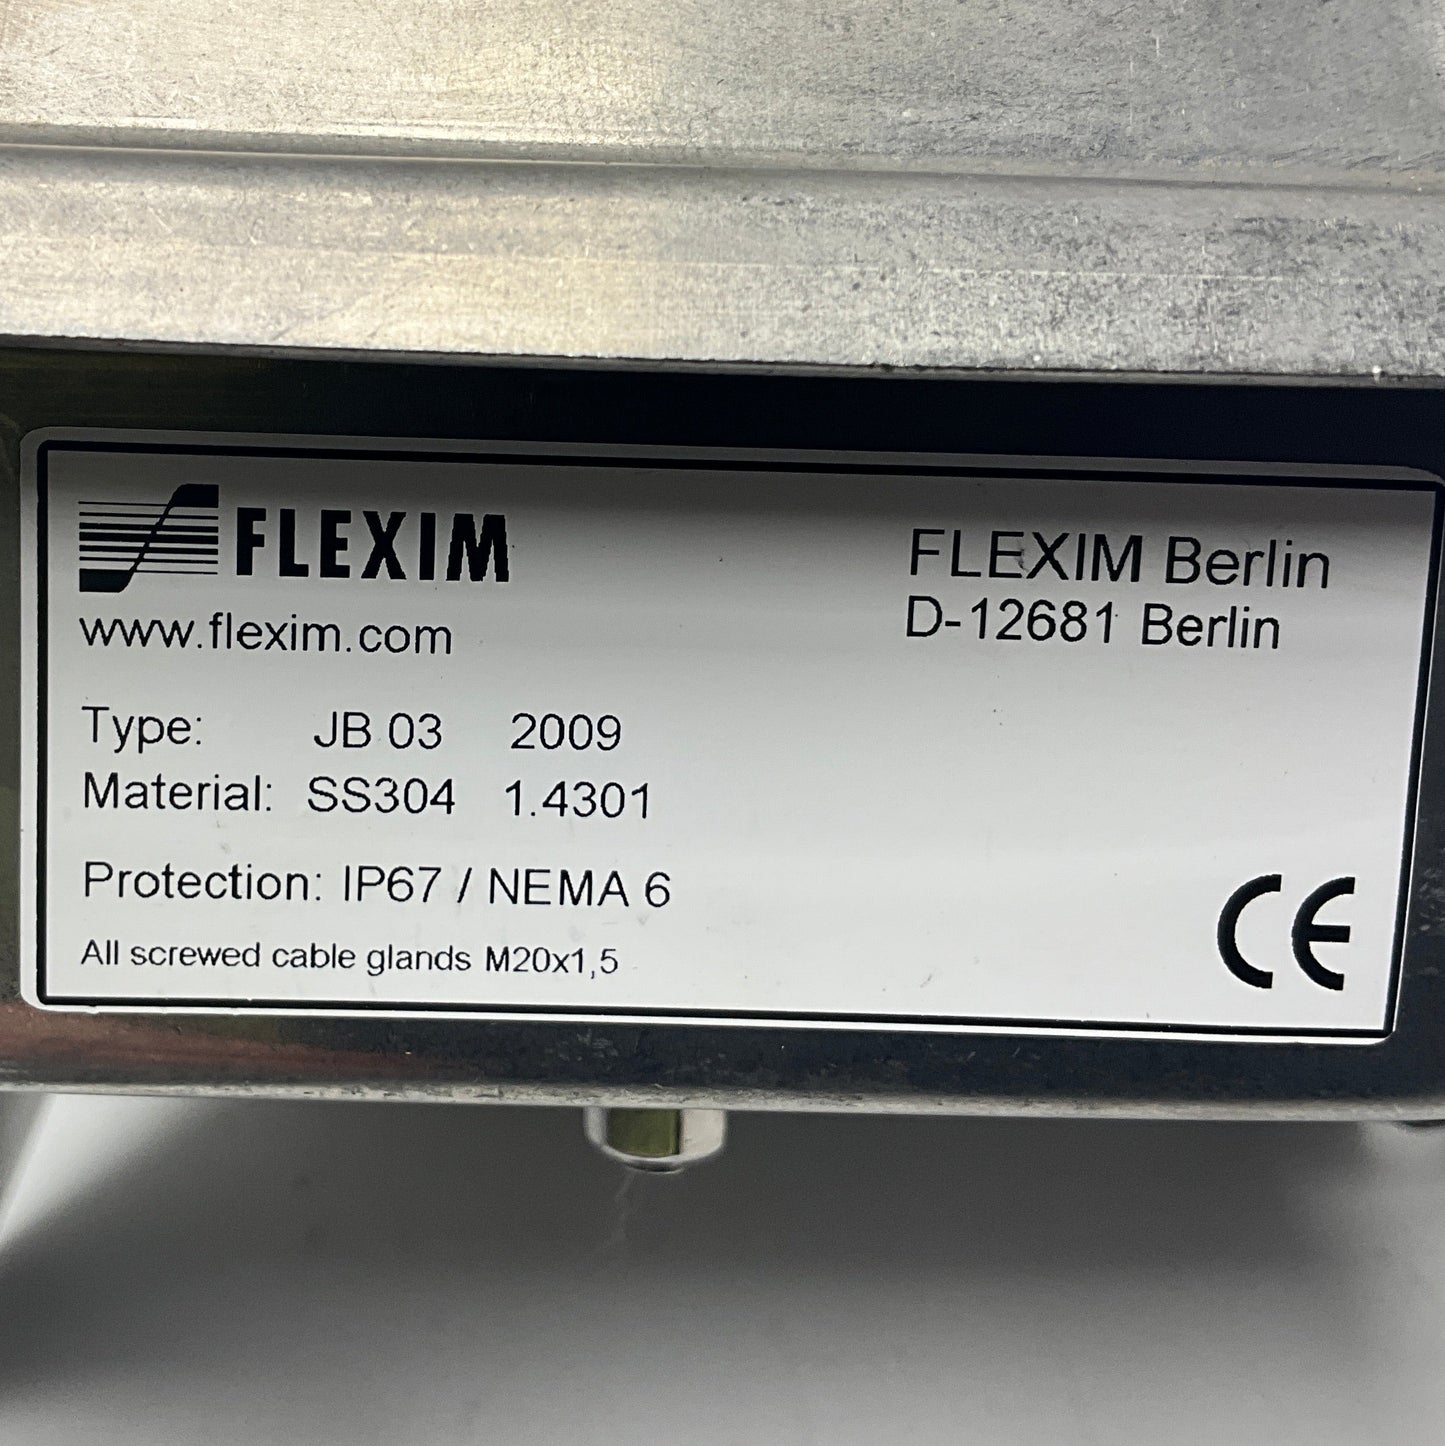 FLEXIM
www.flexim.com
FLEXIM Berlin
D-12681 Berlin
Type: JB 03 2009
Material: SS304 1.4301
Protection: IP67 / NEMA 6
All screwed cable glands M20x1,5
CE